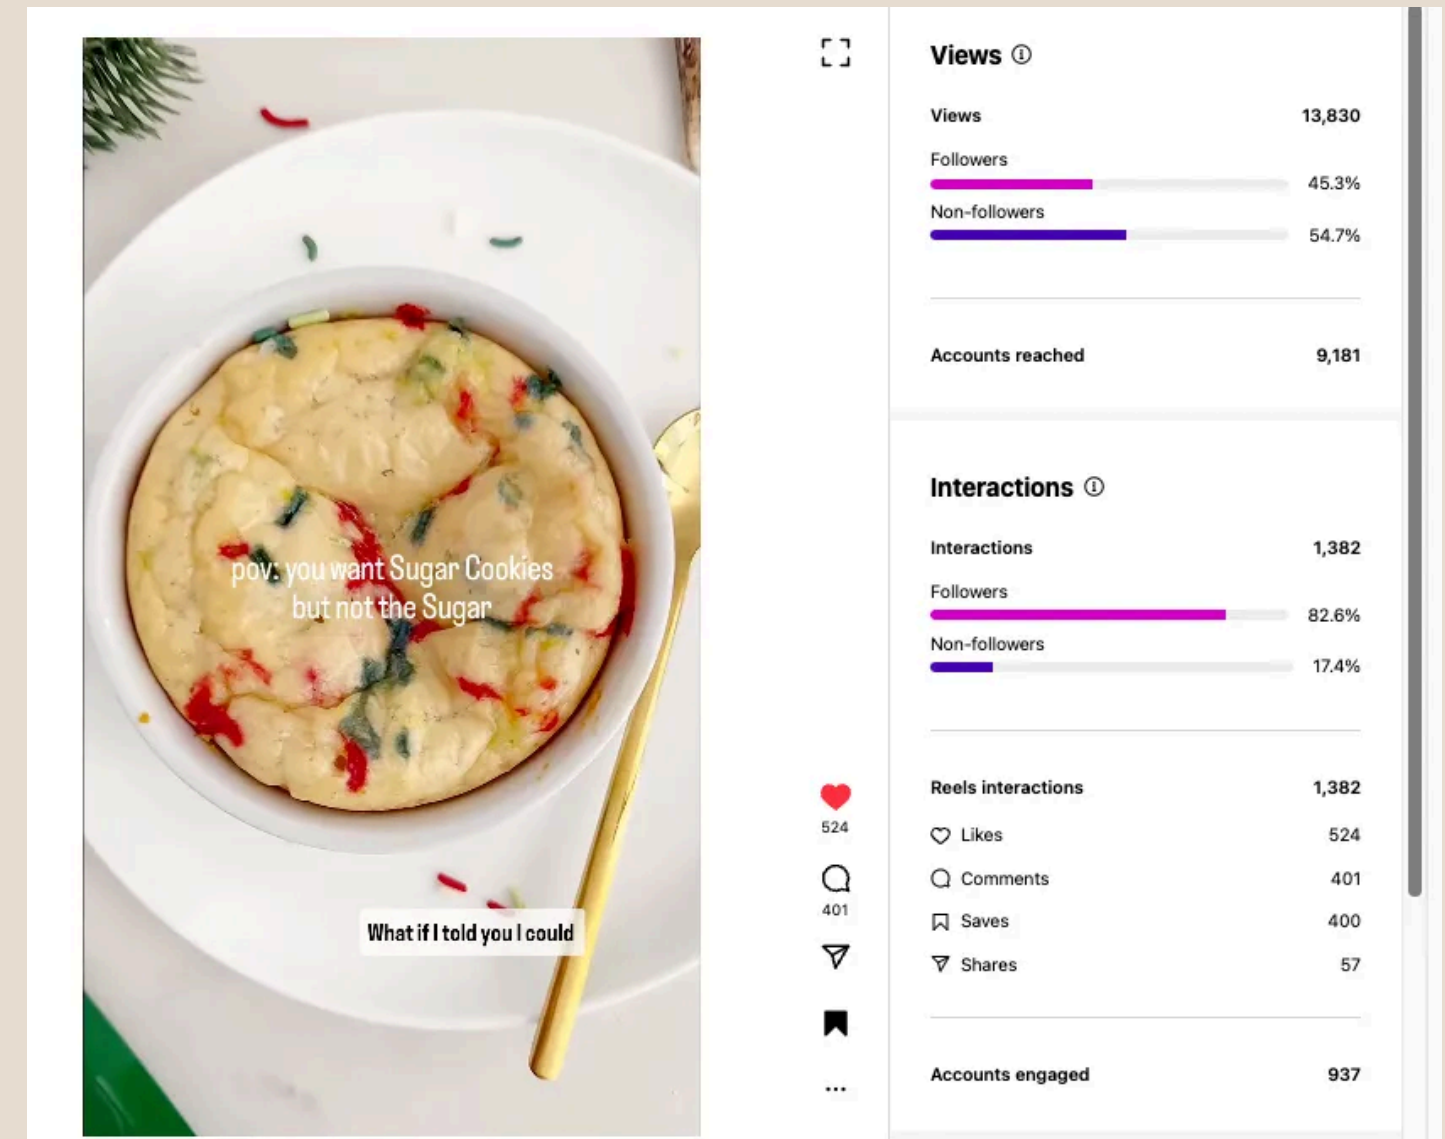 pov: you want Sugar Cookies
but not the Sugar
What if I told you I could
524
401
Views
Views 13,830
Followers
45.3%
Non-followers
54.7%
Accounts reached 9,181
Interactions
Interactions 1,382
Followers
82.6%
Non-followers
17.4%
Reels interactions 1,382
Likes 524
Comments 401
Saves 400
Shares 57
Accounts engaged 937